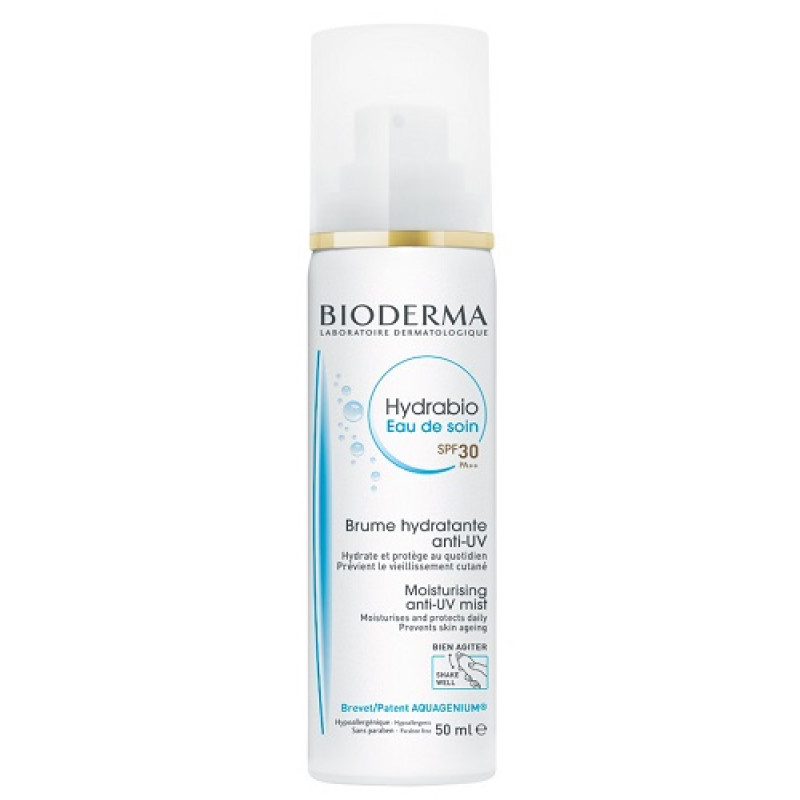 BIODERMA
LABORATOIRE DERMATOLOGIQUE
Hydrabio
Eau de soin
SPF30
PA++
Brume hydratante
anti-UV
Hydrate et protège au quotidien
Prévient le vieillissement cutané
Moisturising
anti-UV mist
Moisturises and protects daily
Prevents skin ageing
BIEN AGITER
SHAKE
WELL
Brevet/Patent AQUAGENIUM®
Hypoallergénique - Hypoallergenic
Sans paraben - Paraben free 50 ml e